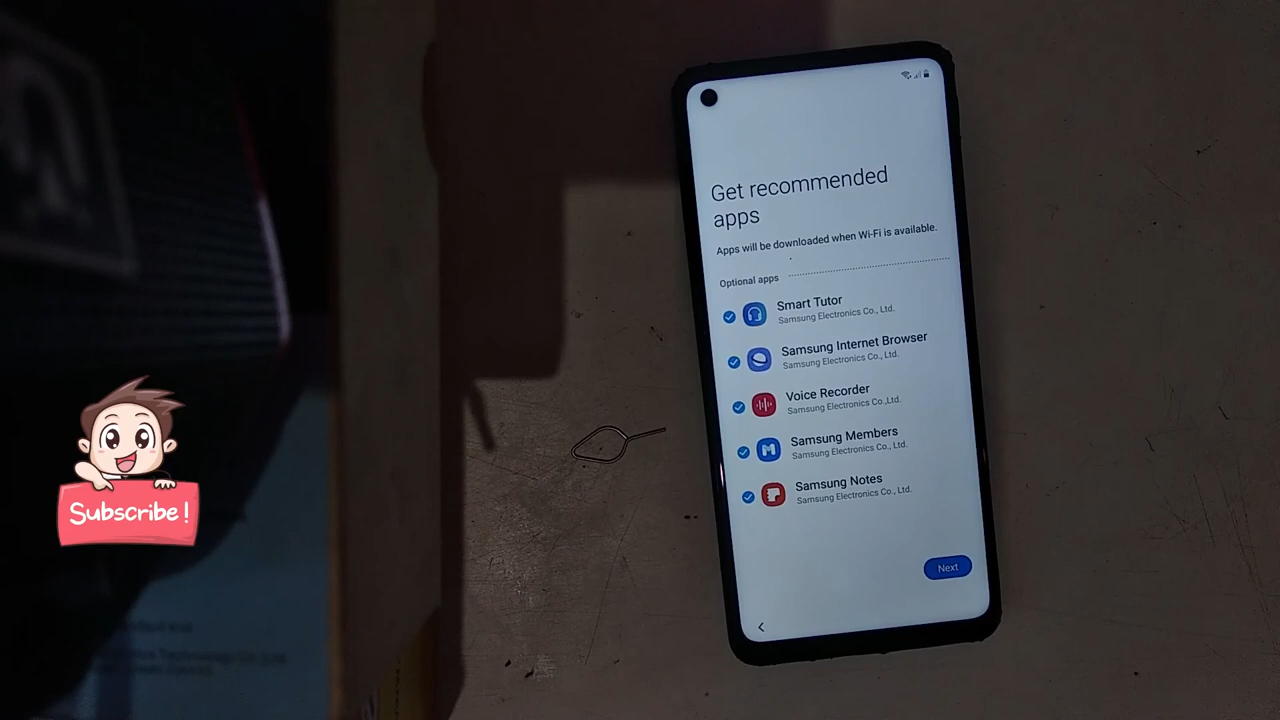 Get recommended
apps
Apps will be downloaded when Wi-Fi is available.
Optional apps
Smart Tutor
Samsung Electronics Co., Ltd.
Samsung Internet Browser
Samsung Electronics Co., Ltd.
Voice Recorder
Samsung Electronics Co.,Ltd.
Samsung Members
Samsung Electronics Co., Ltd.
Samsung Notes
Samsung Electronics Co., Ltd.
Next
Subscribe!